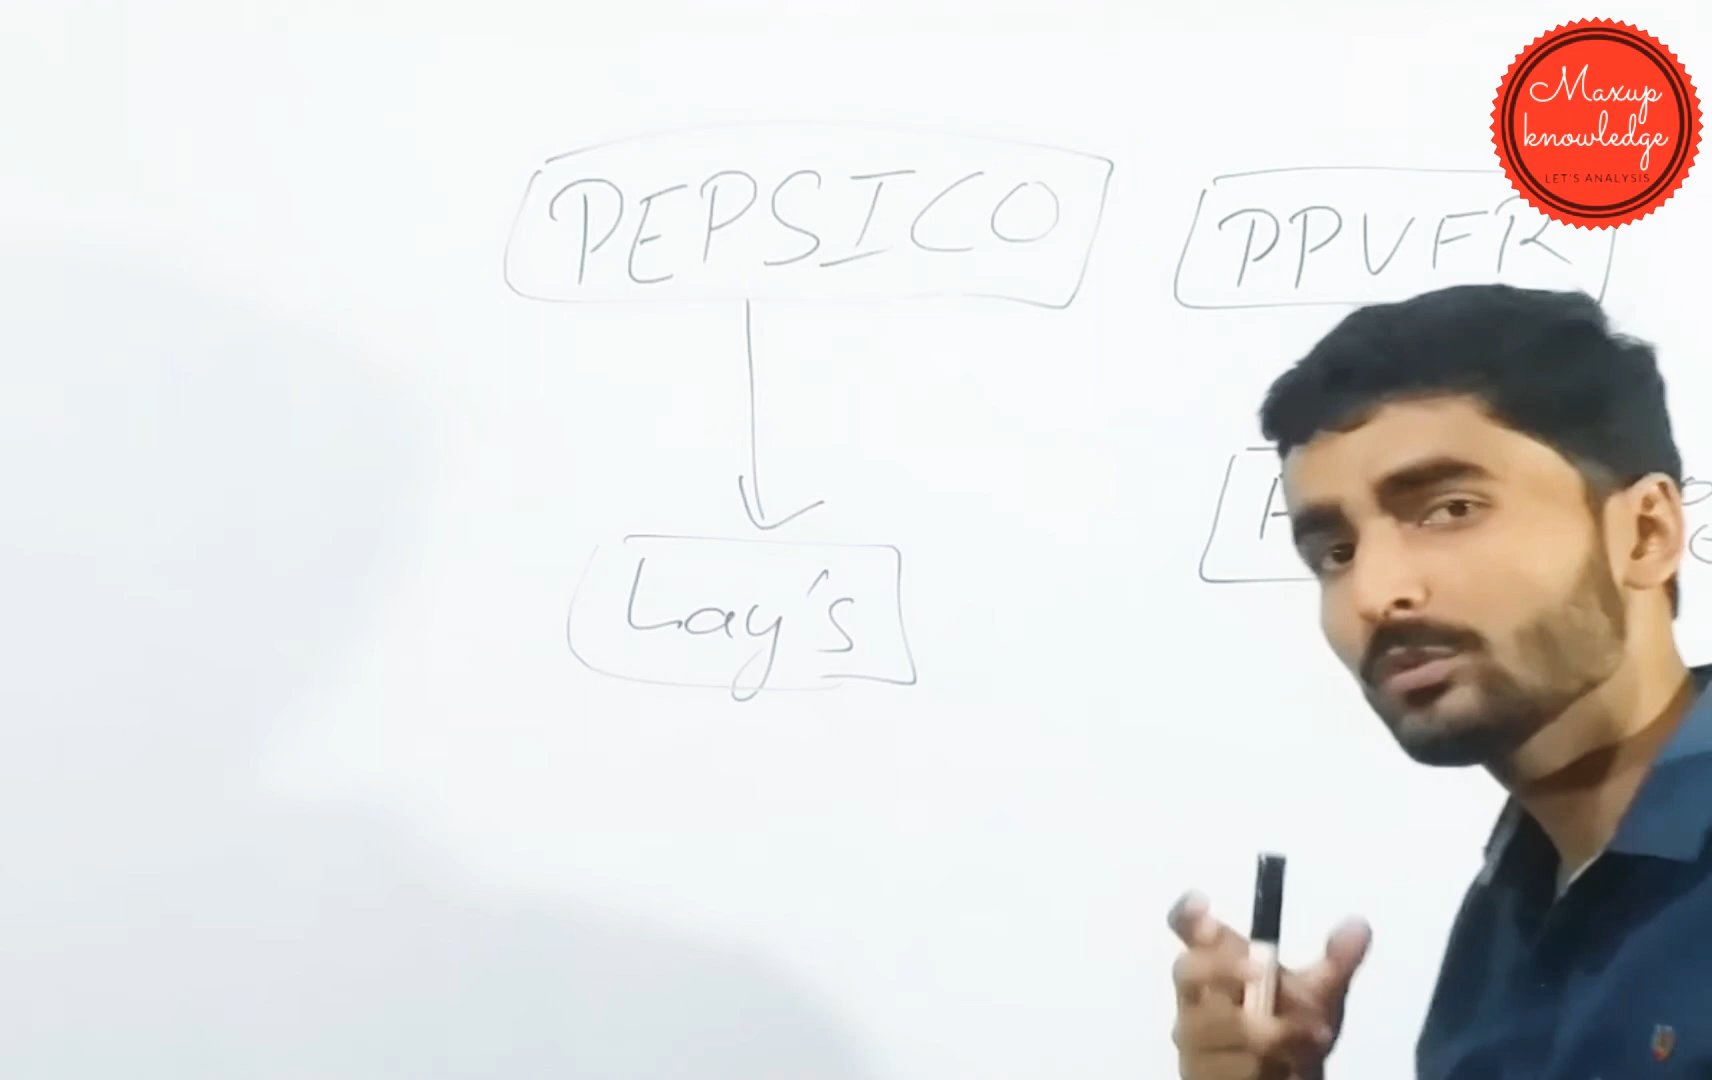 Maxup
knowledge
LET'S ANALYSIS
PEPSICO
PPVFR
Lay's